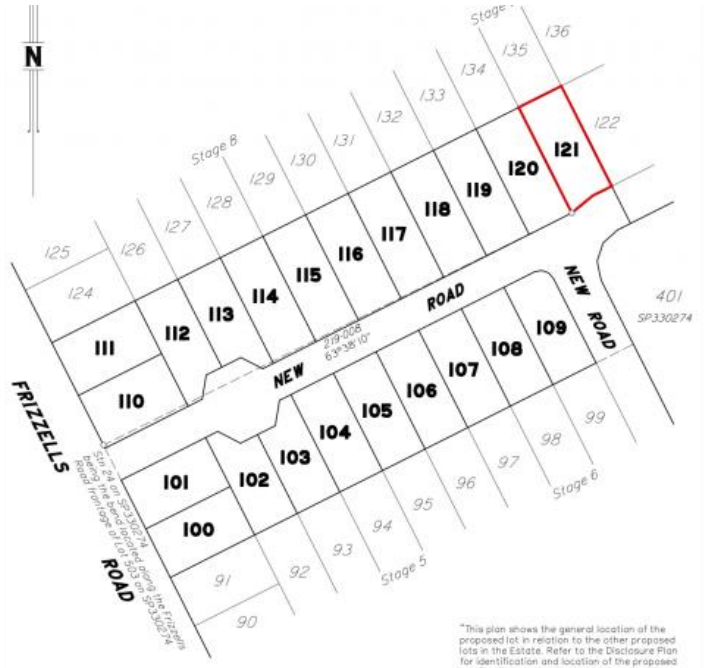 Stage
136
135
N
134
133
122
121
132
Stage 8
131
120
130
119
129
118
128
117
127
116
126
115
125
114
124
113
112
111
110
NEW
ROAD
NEW
ROAD
219·008
63°38'10"
401
SP330274
109
108
107
106
105
104
103
102
101
100
FRIZZELLS
ROAD
Stn 24 on SP330274
being the bend located along the Frizzells
Road frontage of Lot 503 on SP330274
99
98
97
96
95
94
93
92
91
90
Stage 6
Stage 5
"This plan shows the general location of the
proposed lot in relation to the other proposed
lots in the Estate. Refer to the Disclosure Plan
for identification and location of the proposed